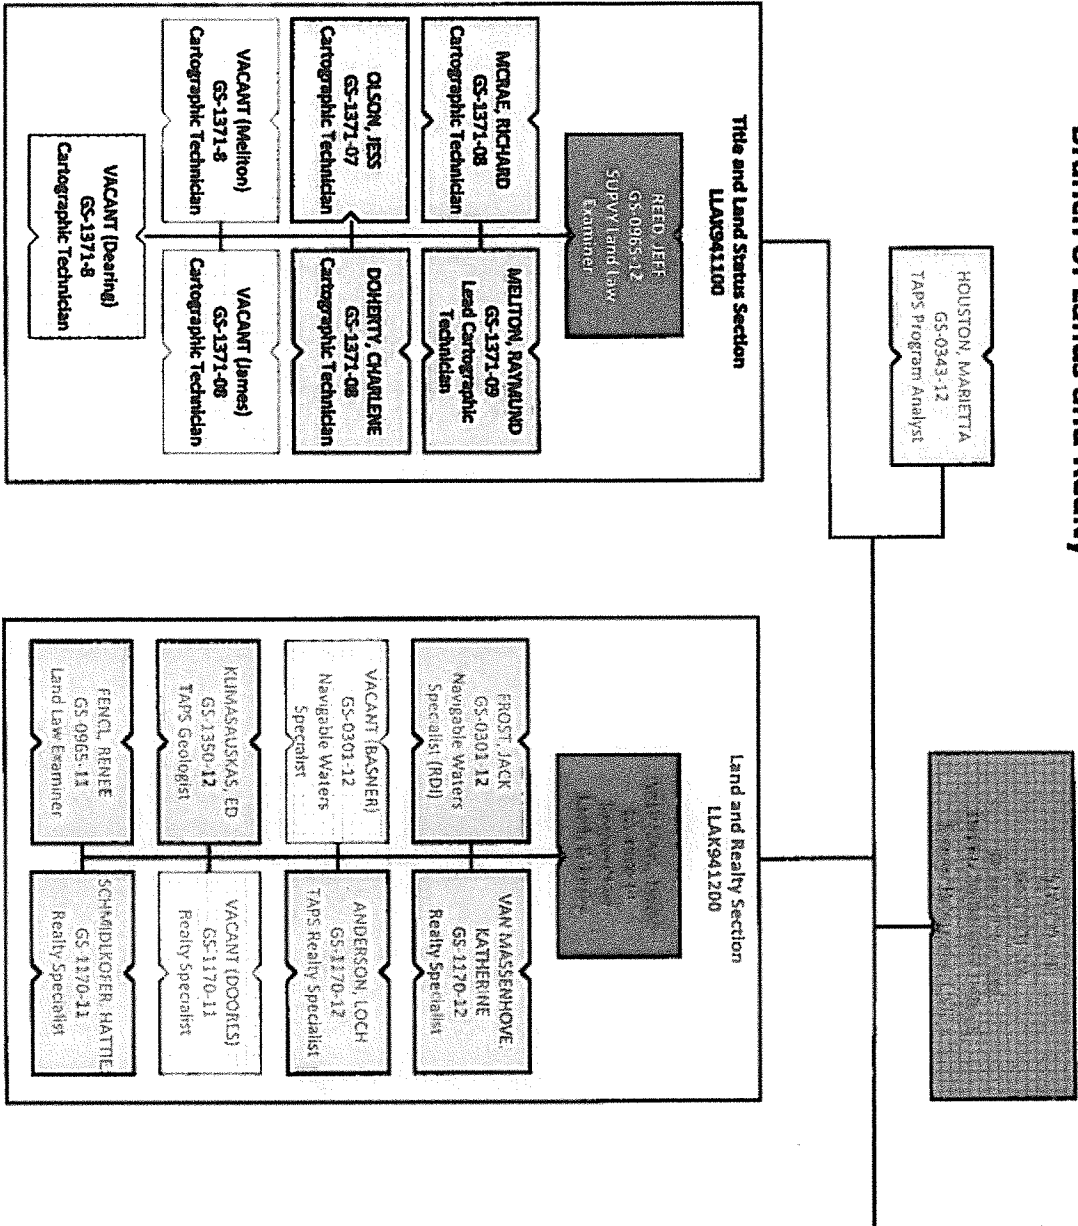 Branch of Lands and Realty
HOUSTON, MARIETTA
GS-0343-12
TAPS Program Analyst
Title and Land Status Section
LLAK941100
REED, JEFF
GS-0965-12
SUPVY Land Law
Examiner
MCRAE, RICHARD
GS-1371-08
Cartographic Technician
MELITON, RAYMUND
GS-1371-09
Lead Cartographic
Technician
OLSON, JESS
GS-1371-07
Cartographic Technician
DOHERTY, CHARLENE
GS-1371-08
Cartographic Technician
VACANT (Meliton)
GS-1371-8
Cartographic Technician
VACANT (James)
GS-1371-08
Cartographic Technician
VACANT (Dearing)
GS-1371-8
Cartographic Technician
Land and Realty Section
LLAK941200
FROST, JACK
GS-0301 12
Navigable Waters
Specialist (RDI)
VAN MASSENHOVE,
KATHERINE
GS-1170-12
Realty Specialist
VACANT (BASNER)
GS-0301-12
Navigable Waters
Specialist
ANDERSON, LOCH
GS-1170-12
TAPS Realty Specialist
KLIMASAUSKAS, ED
GS-1350-12
TAPS Geologist
VACANT (DOORES)
GS-1170-11
Realty Specialist
FENCL, RENEE
GS-0965-11
Land Law Examiner
SCHMIDLKOFER, HATTIE
GS 1170-11
Realty Specialist